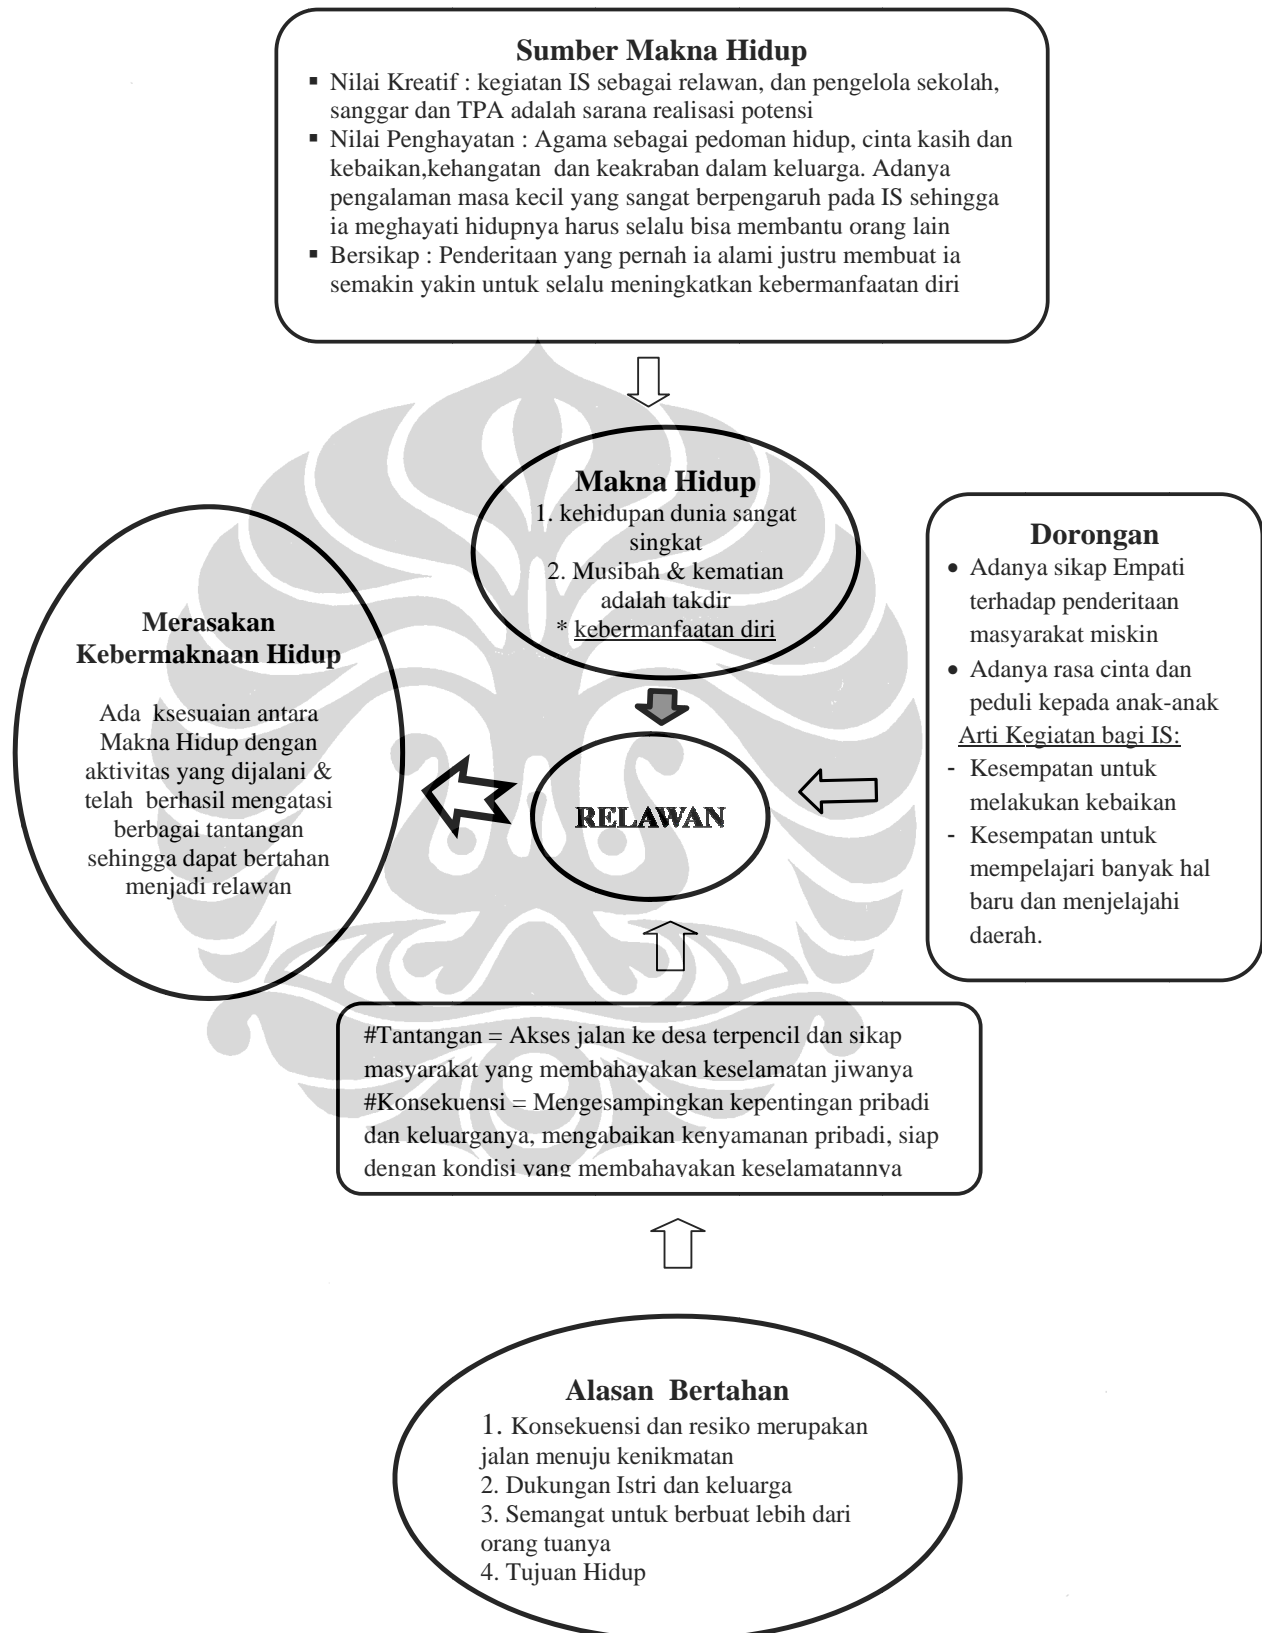 Sumber Makna Hidup
▪ Nilai Kreatif : kegiatan IS sebagai relawan, dan pengelola sekolah,
sanggar dan TPA adalah sarana realisasi potensi
▪ Nilai Penghayatan : Agama sebagai pedoman hidup, cinta kasih dan
kebaikan,kehangatan dan keakraban dalam keluarga. Adanya
pengalaman masa kecil yang sangat berpengaruh pada IS sehingga
ia meghayati hidupnya harus selalu bisa membantu orang lain
▪ Bersikap : Penderitaan yang pernah ia alami justru membuat ia
semakin yakin untuk selalu meningkatkan kebermanfaatan diri
Makna Hidup
1. kehidupan dunia sangat
singkat
2. Musibah & kematian
adalah takdir
* kebermanfaatan diri
Merasakan
Kebermaknaan Hidup
Ada ksesuaian antara
Makna Hidup dengan
aktivitas yang dijalani &
telah berhasil mengatasi
berbagai tantangan
sehingga dapat bertahan
menjadi relawan
RELAWAN
Dorongan
• Adanya sikap Empati
terhadap penderitaan
masyarakat miskin
• Adanya rasa cinta dan
peduli kepada anak-anak
Arti Kegiatan bagi IS:
- Kesempatan untuk
melakukan kebaikan
- Kesempatan untuk
mempelajari banyak hal
baru dan menjelajahi
daerah.
#Tantangan = Akses jalan ke desa terpencil dan sikap
masyarakat yang membahayakan keselamatan jiwanya
#Konsekuensi = Mengesampingkan kepentingan pribadi
dan keluarganya, mengabaikan kenyamanan pribadi, siap
dengan kondisi yang membahayakan keselamatannya
Alasan Bertahan
1. Konsekuensi dan resiko merupakan
jalan menuju kenikmatan
2. Dukungan Istri dan keluarga
3. Semangat untuk berbuat lebih dari
orang tuanya
4. Tujuan Hidup